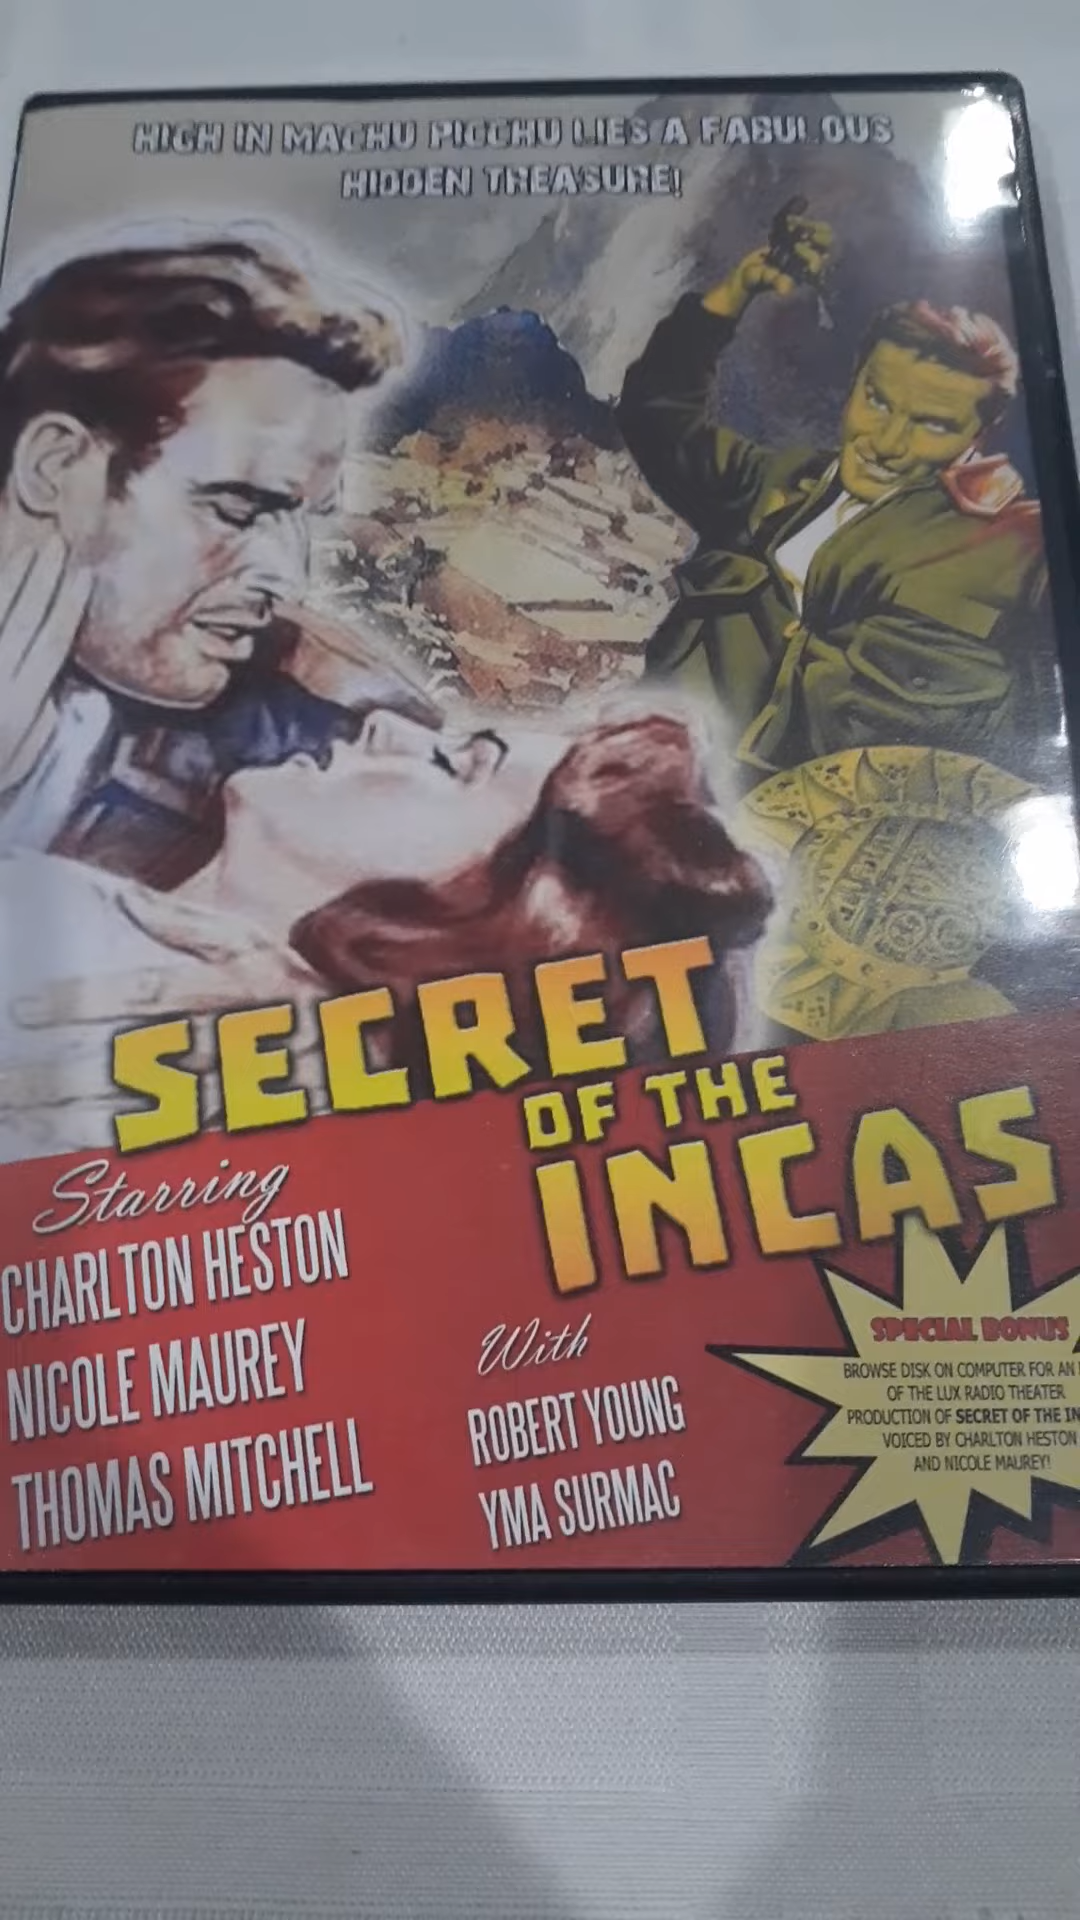 HIGH IN MACHU PICCHU LIES A FABULOUS
HIDDEN TREASURE!
SECRET
OF THE
INCAS
Starring
CHARLTON HESTON
NICOLE MAUREY
THOMAS MITCHELL
With
ROBERT YOUNG
YMA SURMAC
SPECIAL BONUS
BROWSE DISK ON COMPUTER FOR AN
OF THE LUX RADIO THEATER
PRODUCTION OF SECRET OF THE IN
VOICED BY CHARLTON HESTON
AND NICOLE MAUREY!